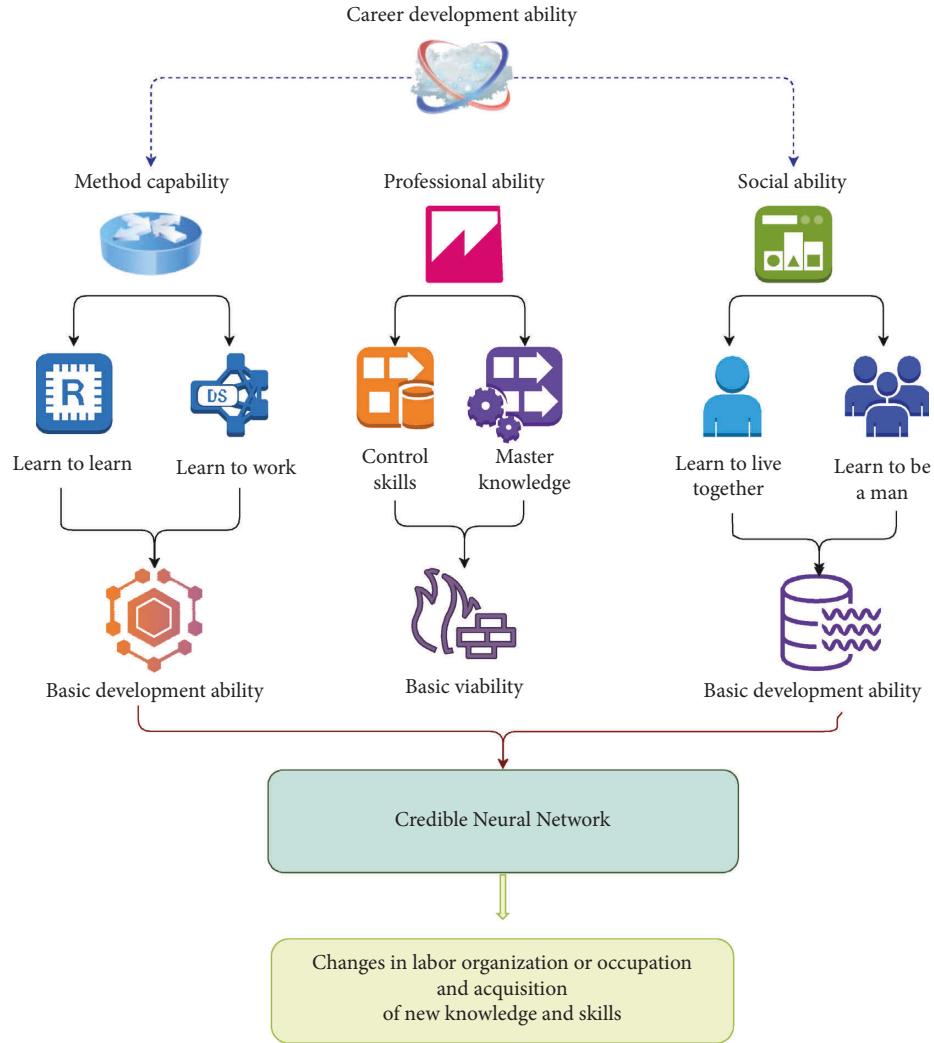 Career development ability
Method capability
Professional ability
Social ability
R
DS
Learn to learn
Learn to work
Control
skills
Master
knowledge
Learn to live
together
Learn to be
a man
Basic development ability
Basic viability
Basic development ability
Credible Neural Network
Changes in labor organization or occupation
and acquisition
of new knowledge and skills